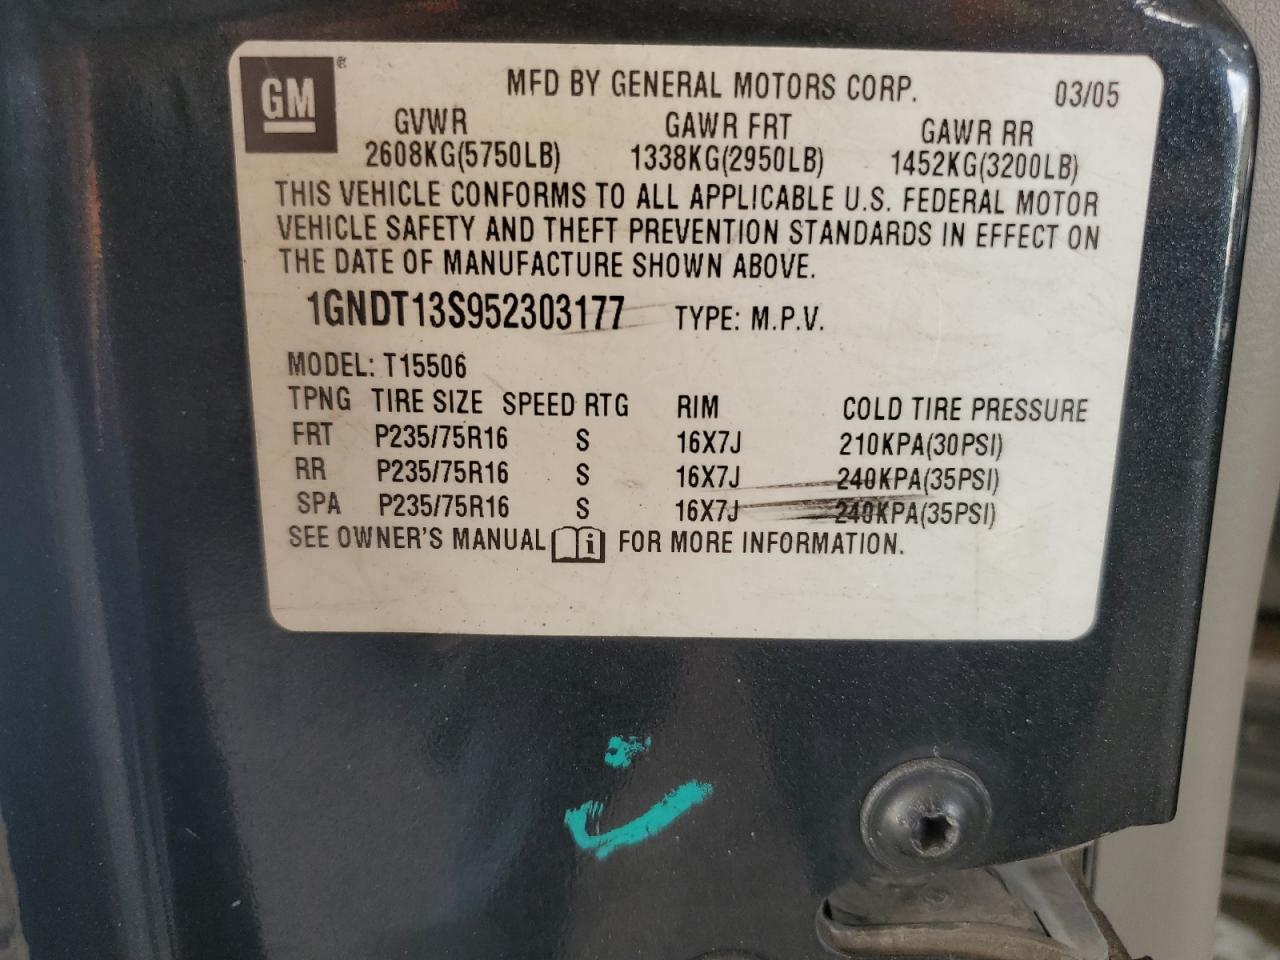 GM ®
MFD BY GENERAL MOTORS CORP. 03/05
GVWR GAWR FRT GAWR RR
2608KG(5750LB) 1338KG(2950LB) 1452KG(3200LB)
THIS VEHICLE CONFORMS TO ALL APPLICABLE U.S. FEDERAL MOTOR
VEHICLE SAFETY AND THEFT PREVENTION STANDARDS IN EFFECT ON
THE DATE OF MANUFACTURE SHOWN ABOVE.
1GNDT13S952303177 TYPE: M.P.V.
MODEL: T15506
TPNG TIRE SIZE SPEED RTG RIM COLD TIRE PRESSURE
FRT P235/75R16 S 16X7J 210KPA(30PSI)
RR P235/75R16 S 16X7J 240KPA(35PSI)
SPA P235/75R16 S 16X7J 240KPA(35PSI)
SEE OWNER'S MANUAL i FOR MORE INFORMATION.